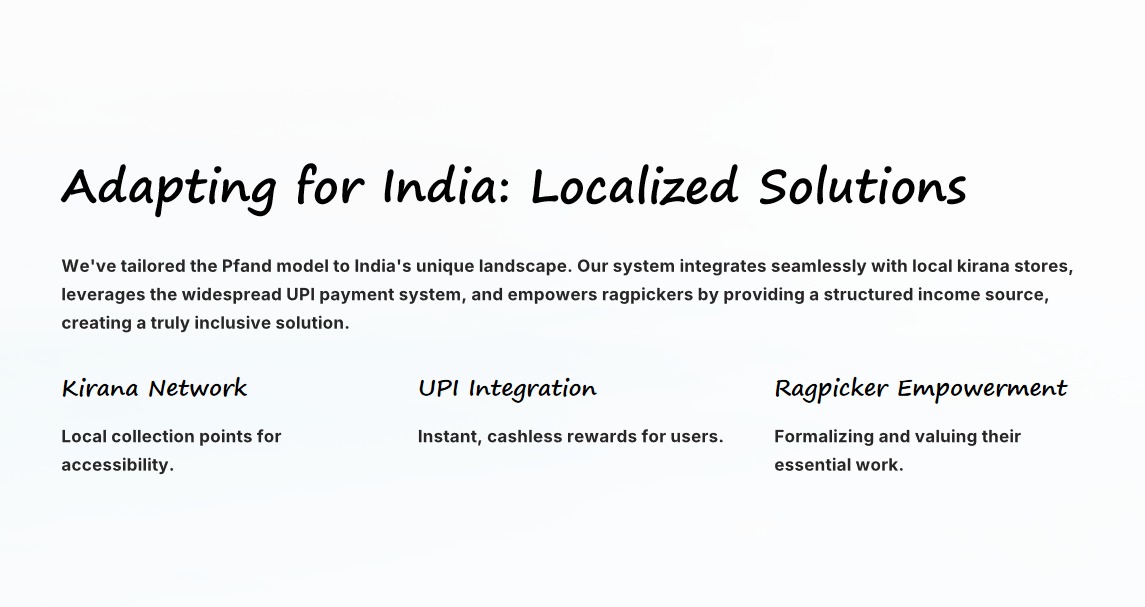 Adapting for India: Localized Solutions
We've tailored the Pfand model to India's unique landscape. Our system integrates seamlessly with local kirana stores,
leverages the widespread UPI payment system, and empowers ragpickers by providing a structured income source,
creating a truly inclusive solution.
Kirana Network
Local collection points for
accessibility.
UPI Integration
Instant, cashless rewards for users.
Ragpicker Empowerment
Formalizing and valuing their
essential work.